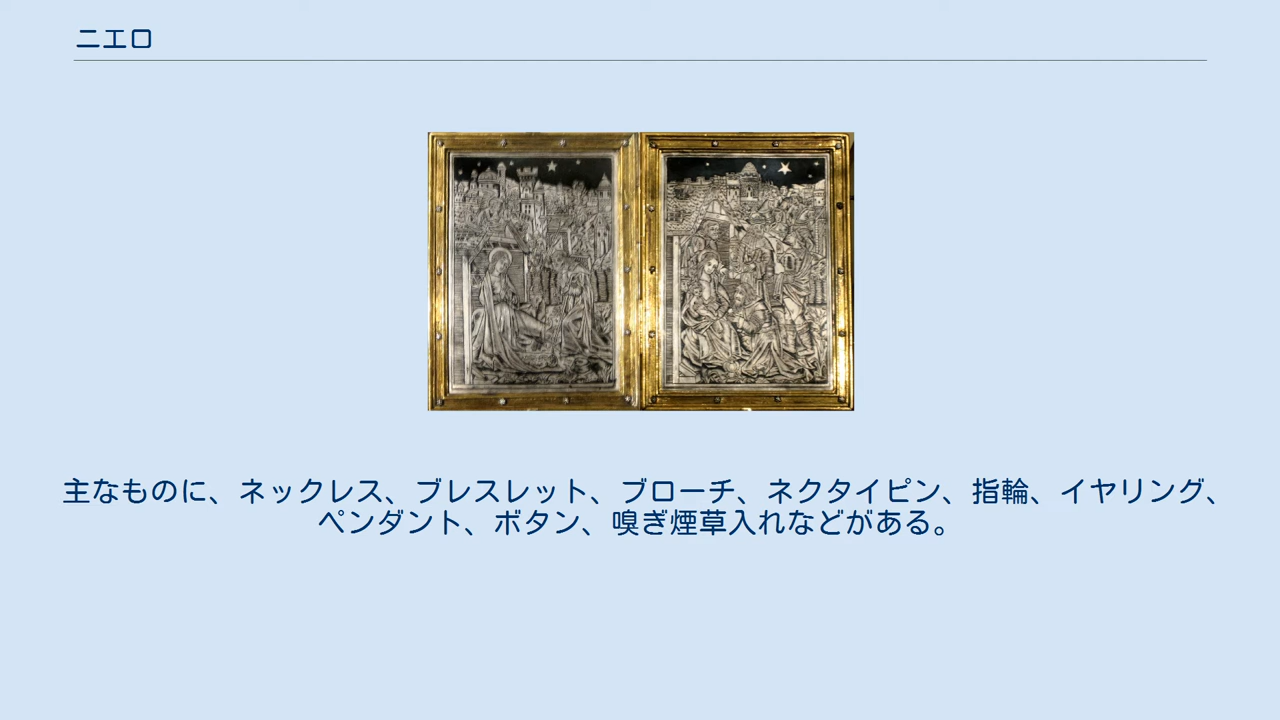 ニエロ
主なものに、ネックレス、ブレスレット、ブローチ、ネクタイピン、指輪、イヤリング、
ペンダント、ボタン、嗅ぎ煙草入れなどがある。